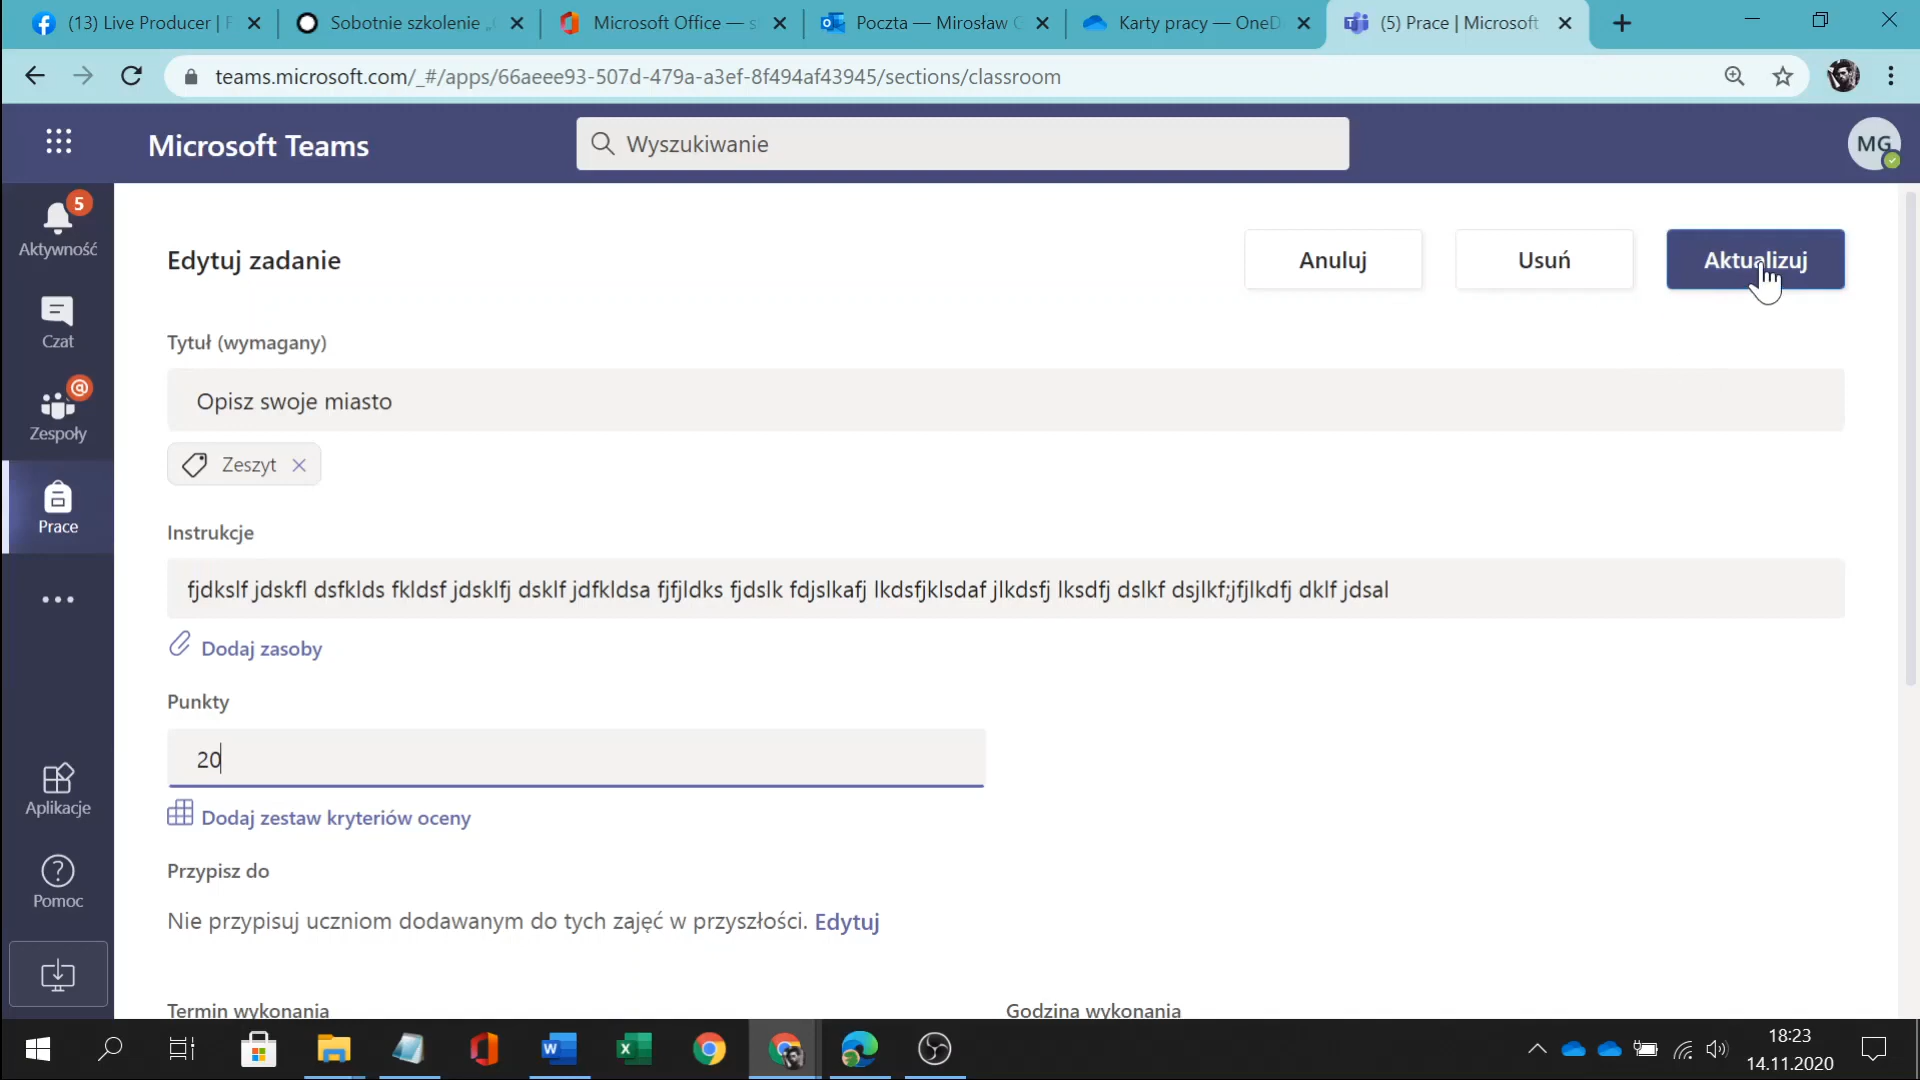 (13) Live Producer | F
Sobotnie szkolenie „
Microsoft Office — s
Poczta — Mirosław G
Karty pracy — OneD
(5) Prace | Microsoft
teams.microsoft.com/_#/apps/66aeee93-507d-479a-a3ef-8f494af43945/sections/classroom
Microsoft Teams
Wyszukiwanie
MG
5
Aktywność
Czat
@
Zespoły
Prace
Aplikacje
Pomoc
Edytuj zadanie
Anuluj
Usuń
Aktualizuj
Tytuł (wymagany)
Opisz swoje miasto
Zeszyt
Instrukcje
fjdkslf jdskfl dsfklds fkldsf jdsklfj dsklf jdfkldsa fjfjldks fjdslk fdjslkafj lkdsfjklsdaf jlkdsfj lksdfj dslkf dsjlkf;jfjlkdfj dklf jdsal
Dodaj zasoby
Punkty
20
Dodaj zestaw kryteriów oceny
Przypisz do
Nie przypisuj uczniom dodawanym do tych zajęć w przyszłości. Edytuj
Termin wykonania
Godzina wykonania
18:23
14.11.2020